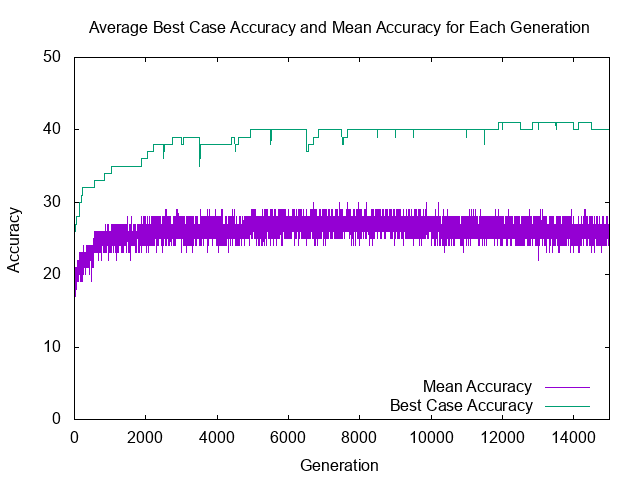 Average Best Case Accuracy and Mean Accuracy for Each Generation
50
40
30
20
10
0
Accuracy
Mean Accuracy
Best Case Accuracy
0 2000 4000 6000 8000 10000 12000 14000
Generation